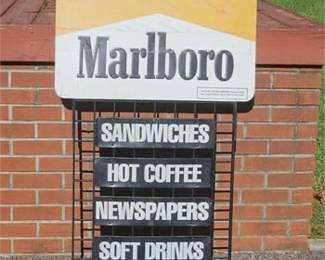 Marlboro
SANDWICHES
HOT COFFEE
NEWSPAPERS
SOFT DRINKS